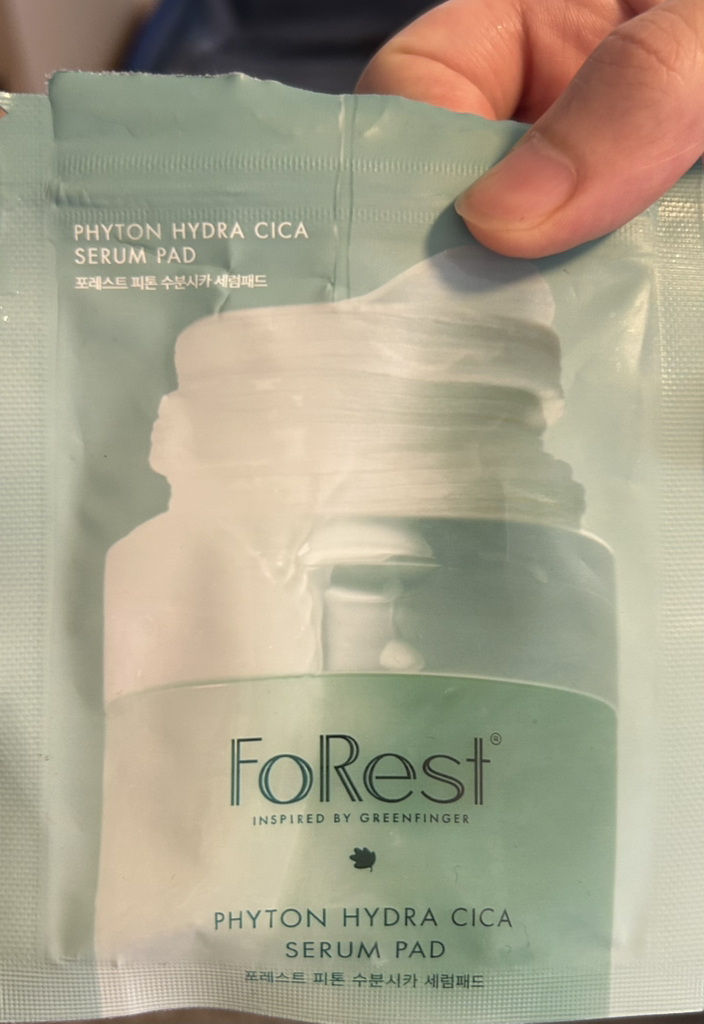 PHYTON HYDRA CICA
SERUM PAD
포레스트 피톤 수분시카 세럼패드
FoRest®
INSPIRED BY GREENFINGER
PHYTON HYDRA CICA
SERUM PAD
포레스트 피톤 수분시카 세럼패드